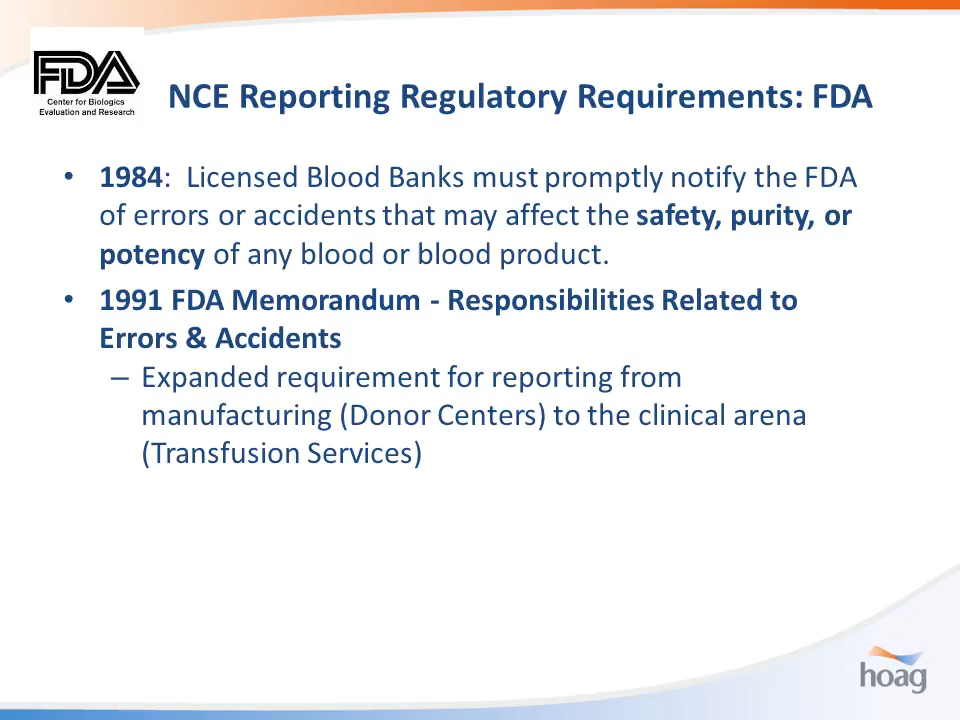 FDA
Center for Biologics
Evaluation and Research
NCE Reporting Regulatory Requirements: FDA
• 1984:  Licensed Blood Banks must promptly notify the FDA
of errors or accidents that may affect the safety, purity, or
potency of any blood or blood product.
• 1991 FDA Memorandum - Responsibilities Related to
Errors & Accidents
– Expanded requirement for reporting from
manufacturing (Donor Centers) to the clinical arena
(Transfusion Services)
hoag